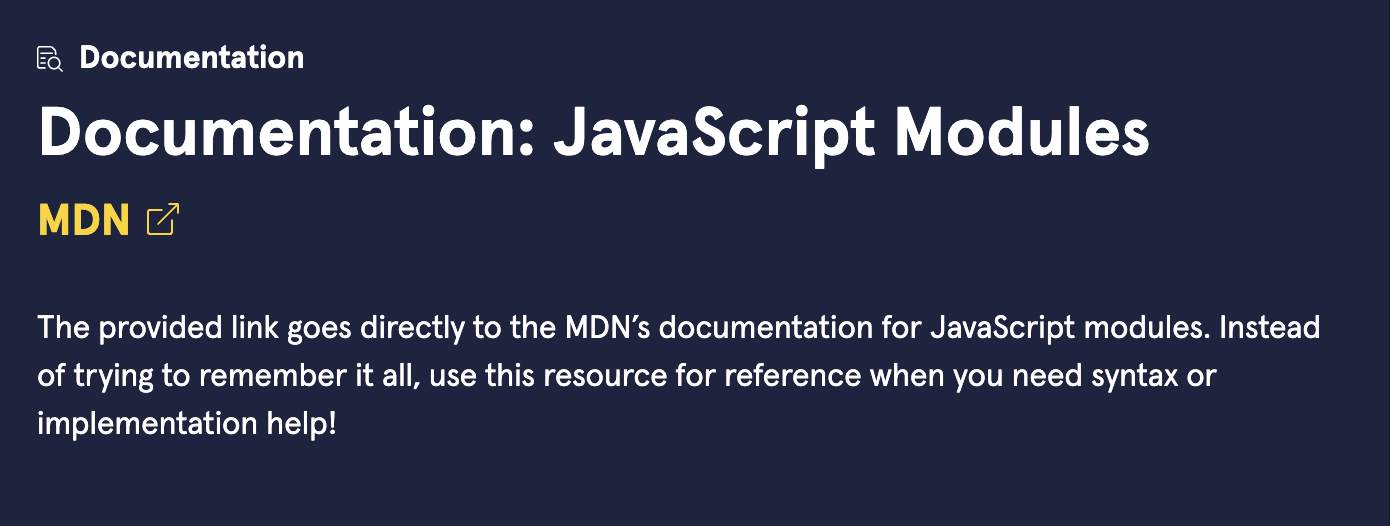 Documentation
Documentation: JavaScript Modules
MDN
The provided link goes directly to the MDN’s documentation for JavaScript modules. Instead
of trying to remember it all, use this resource for reference when you need syntax or
implementation help!